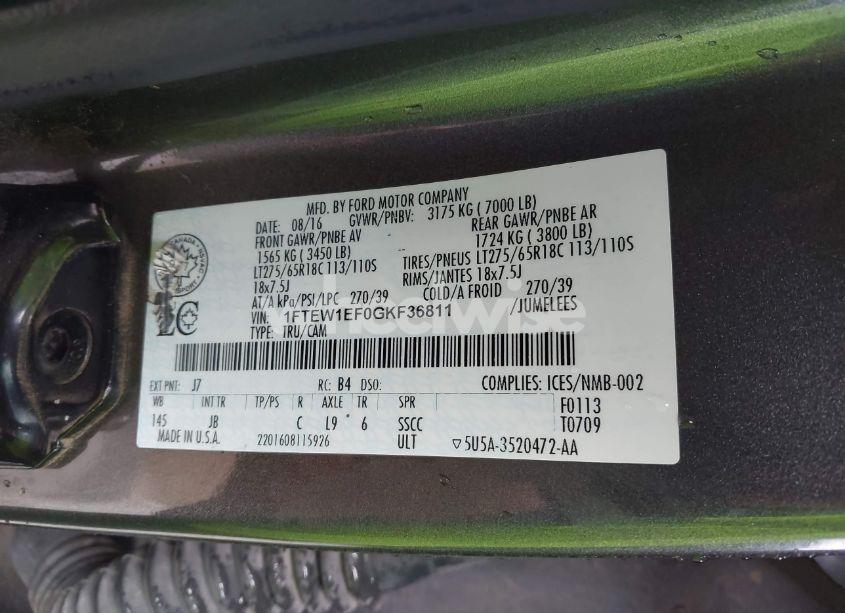 MFD. BY FORD MOTOR COMPANY
DATE: 08/16 GVWR/PNBV: 3175 KG ( 7000 LB)
FRONT GAWR/PNBE AV REAR GAWR/PNBE AR
1565 KG ( 3450 LB) 1724 KG ( 3800 LB)
LT275/65R18C 113/110S TIRES/PNEUS LT275/65R18C 113/110S
18x7.5J RIMS/JANTES 18x7.5J
AT/A kPa/PSI/LPC 270/39 COLD/A FROID 270/39
VIN: 1FTEW1EF0GKF36811 /JUMELEES
TYPE: TRU/CAM
CANADA
TRANSPORT
LC
EXT PNT: J7 RC: B4 DSO: COMPLIES: ICES/NMB-002
WB INT TR TP/PS R AXLE TR SPR F0113
145 JB C L9 6 SSCC T0709
MADE IN U.S.A. 2201608115926 ULT ▽5U5A-3520472-AA